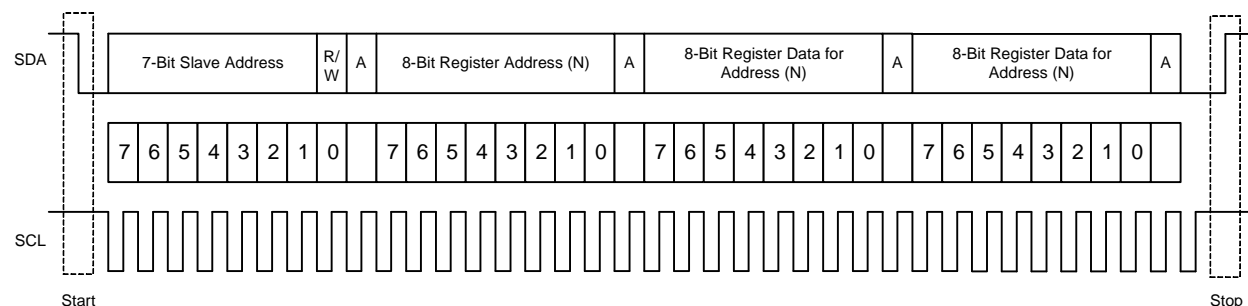 SDA
7-Bit Slave Address
R/
W
A
8-Bit Register Address (N)
A
8-Bit Register Data for
Address (N)
A
8-Bit Register Data for
Address (N)
A
7 6 5 4 3 2 1 0 7 6 5 4 3 2 1 0 7 6 5 4 3 2 1 0 7 6 5 4 3 2 1 0
SCL
Start
Stop